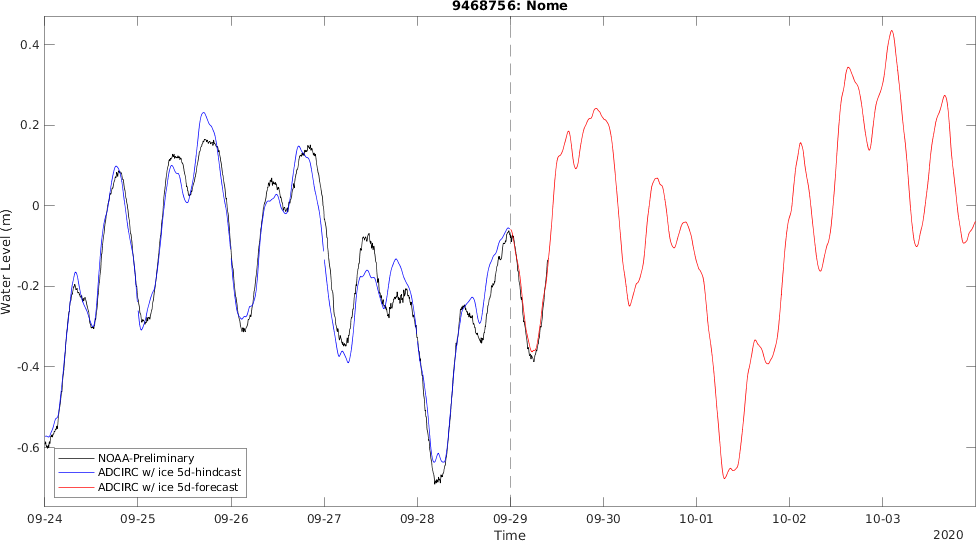 9468756: Nome
0.4
0.2
0
-0.2
-0.4
-0.6
Water Level (m)
NOAA-Preliminary
ADCIRC w/ ice 5d-hindcast
ADCIRC w/ ice 5d-forecast
09-24 09-25 09-26 09-27 09-28 09-29 09-30 10-01 10-02 10-03
Time
2020